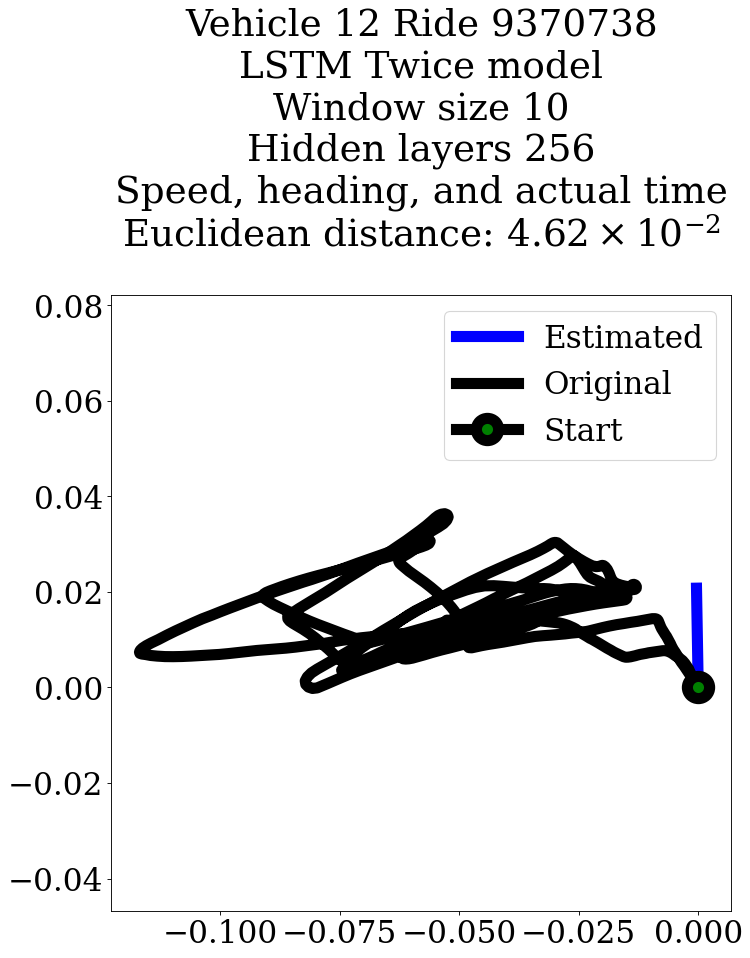 Vehicle 12 Ride 9370738
LSTM Twice model
Window size 10
Hidden layers 256
Speed, heading, and actual time
Euclidean distance: 4.62 × 10⁻²
Estimated
Original
Start
0.08
0.06
0.04
0.02
0.00
−0.02
−0.04
−0.100 −0.075 −0.050 −0.025 0.000